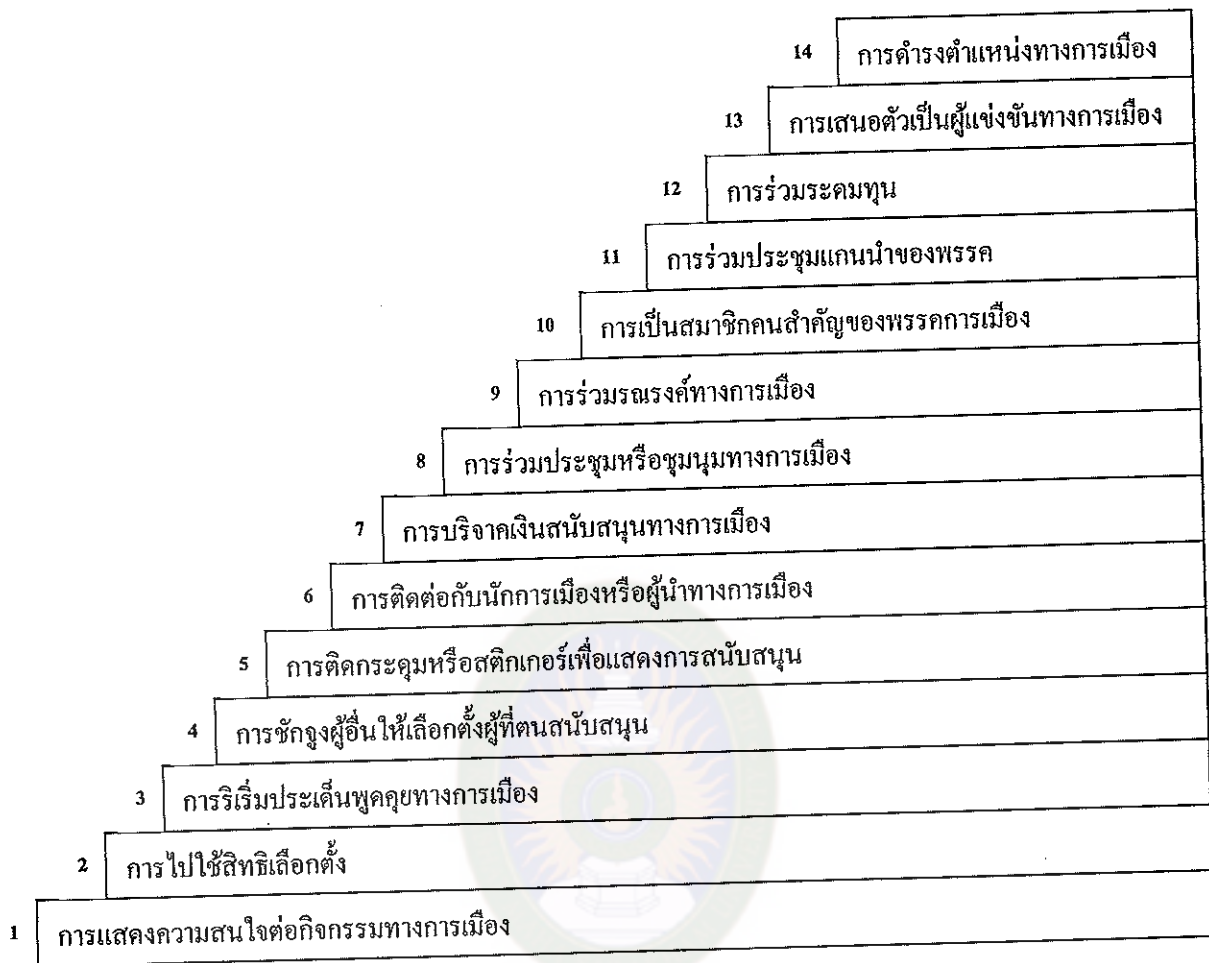 14 การดำรงตำแหน่งทางการเมือง
13 การเสนอตัวเป็นผู้แข่งขันทางการเมือง
12 การร่วมระดมทุน
11 การร่วมประชุมแกนนำของพรรค
10 การเป็นสมาชิกคนสำคัญของพรรคการเมือง
9 การร่วมรณรงค์ทางการเมือง
8 การร่วมประชุมหรือชุมนุมทางการเมือง
7 การบริจาคเงินสนับสนุนทางการเมือง
6 การติดต่อกับนักการเมืองหรือผู้นำทางการเมือง
5 การติดกระดุมหรือสติกเกอร์เพื่อแสดงการสนับสนุน
4 การชักจูงผู้อื่นให้เลือกตั้งผู้ที่ตนสนับสนุน
3 การริเริ่มประเด็นพูดคุยทางการเมือง
2 การไปใช้สิทธิเลือกตั้ง
1 การแสดงความสนใจต่อกิจกรรมทางการเมือง